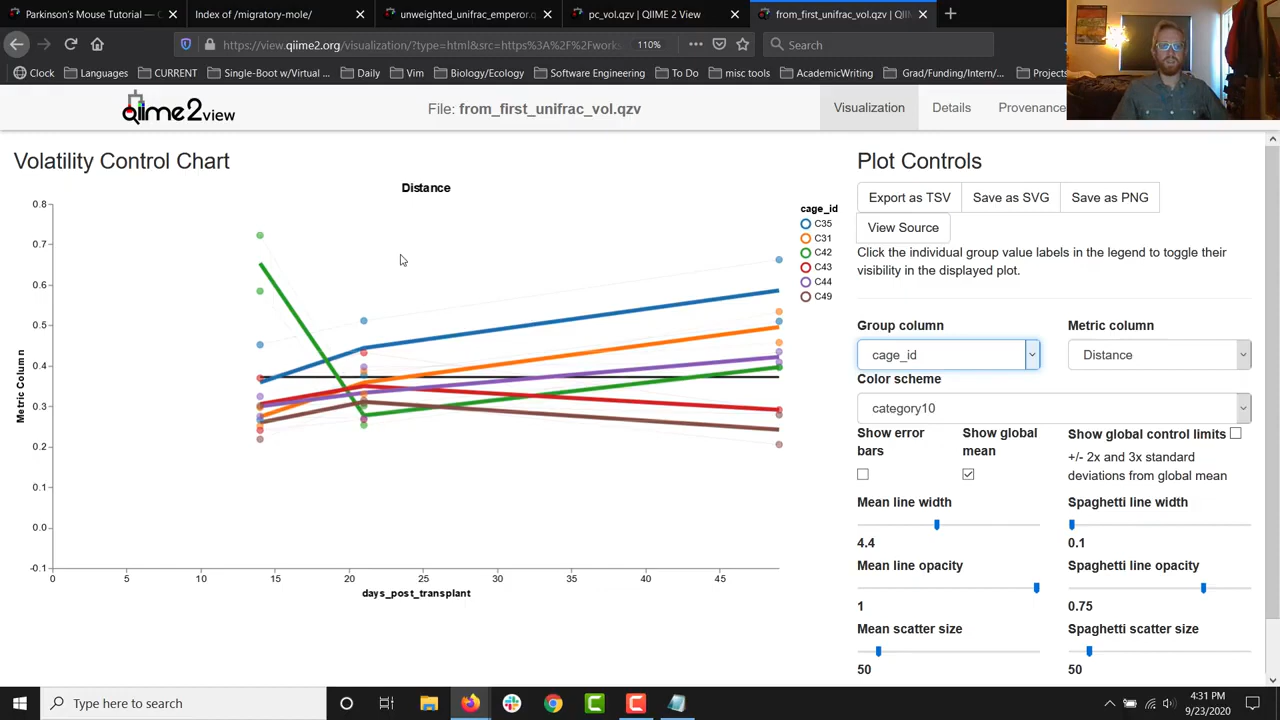 Parkinson's Mouse Tutorial — (
Index of /migratory-mole/
unweighted_unifrac_emperor.q
pc_vol.qzv | QIIME 2 View
from_first_unifrac_vol.qzv | QIIM
https://view.qiime2.org/visualization/?type=html&src=https%3A%2F%2Fworks
110%
Search
Clock
Languages
CURRENT
Single-Boot w/Virtual ...
Daily
Vim
Biology/Ecology
Software Engineering
To Do
misc tools
AcademicWriting
Grad/Funding/Intern/...
Projects
qiime2view
File: from_first_unifrac_vol.qzv
Visualization
Details
Provenance
Volatility Control Chart
Distance
0.8
0.7
0.6
0.5
0.4
0.3
0.2
0.1
0.0
-0.1
Metric Column
0
5
10
15
20
25
30
35
40
45
days_post_transplant
cage_id
C35
C31
C42
C43
C44
C49
Plot Controls
Export as TSV
Save as SVG
Save as PNG
View Source
Click the individual group value labels in the legend to toggle their
visibility in the displayed plot.
Group column
Metric column
cage_id
Distance
Color scheme
category10
Show error
bars
Show global
mean
Show global control limits
+/- 2x and 3x standard
deviations from global mean
Mean line width
Spaghetti line width
4.4
0.1
Mean line opacity
Spaghetti line opacity
1
0.75
Mean scatter size
Spaghetti scatter size
50
50
Type here to search
4:31 PM
9/23/2020